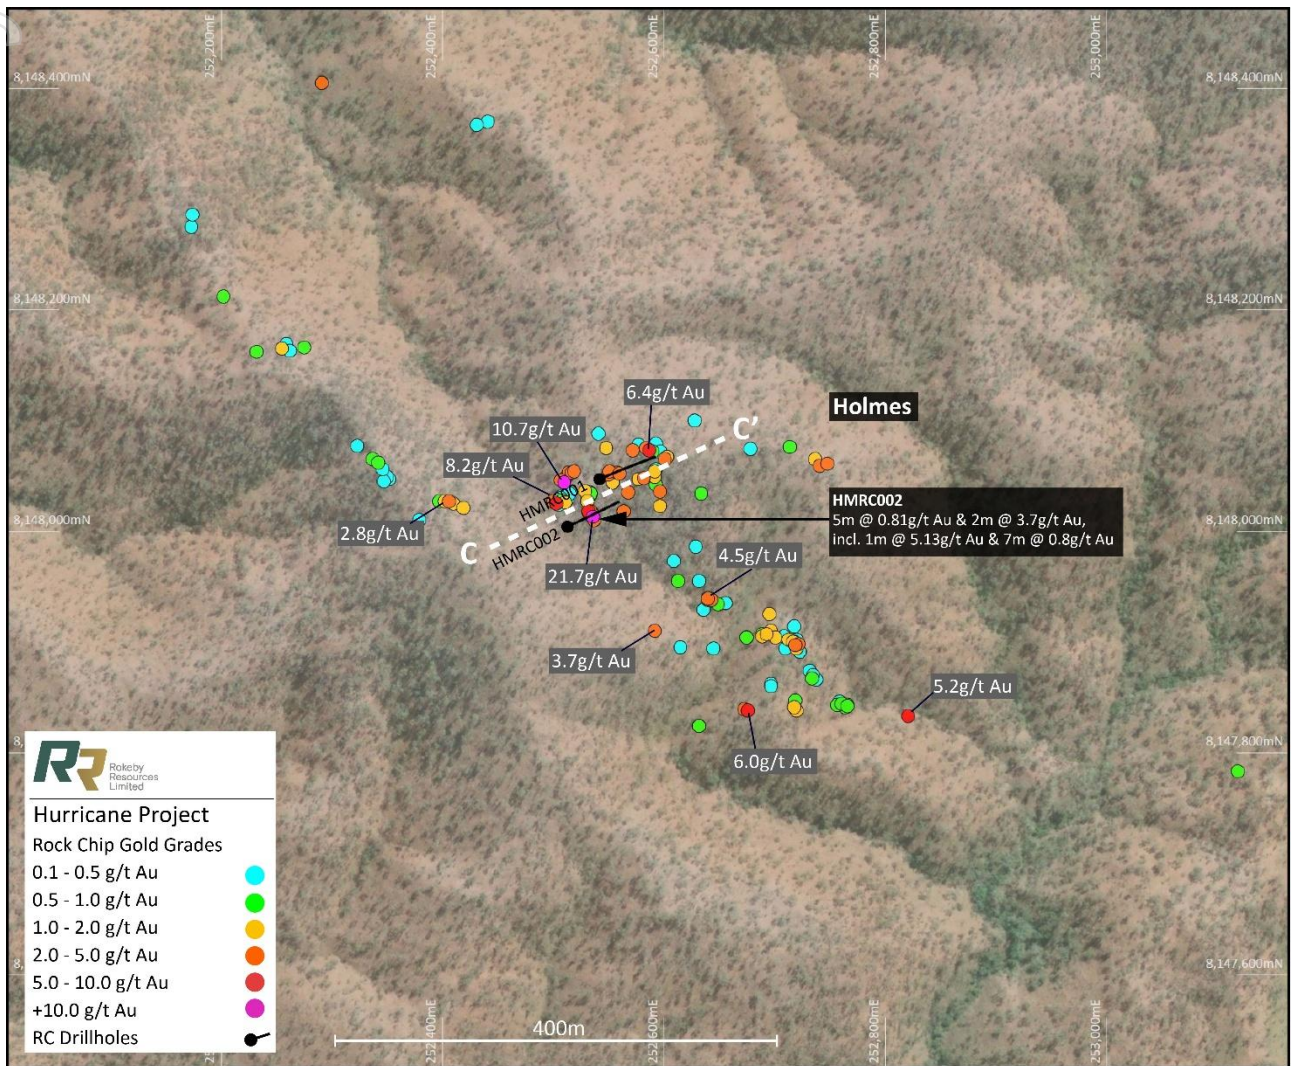 252,200mE
252,400mE
252,600mE
252,800mE
253,000mE
8,148,400mN
8,148,400mN
8,148,200mN
8,148,200mN
6.4g/t Au
Holmes
10.7g/t Au
C'
8.2g/t Au
HMRC001
HMRC002
5m @ 0.81g/t Au & 2m @ 3.7g/t Au,
incl. 1m @ 5.13g/t Au & 7m @ 0.8g/t Au
8,148,000mN
8,148,000mN
2.8g/t Au
C
HMRC002
21.7g/t Au
4.5g/t Au
3.7g/t Au
5.2g/t Au
6.0g/t Au
8,147,800mN
8,147,600mN
RR
Rokeby
Resources
Limited
Hurricane Project
Rock Chip Gold Grades
0.1 - 0.5 g/t Au
0.5 - 1.0 g/t Au
1.0 - 2.0 g/t Au
2.0 - 5.0 g/t Au
5.0 - 10.0 g/t Au
+10.0 g/t Au
RC Drillholes
400m
252,400mE
252,600mE
252,800mE
253,000mE